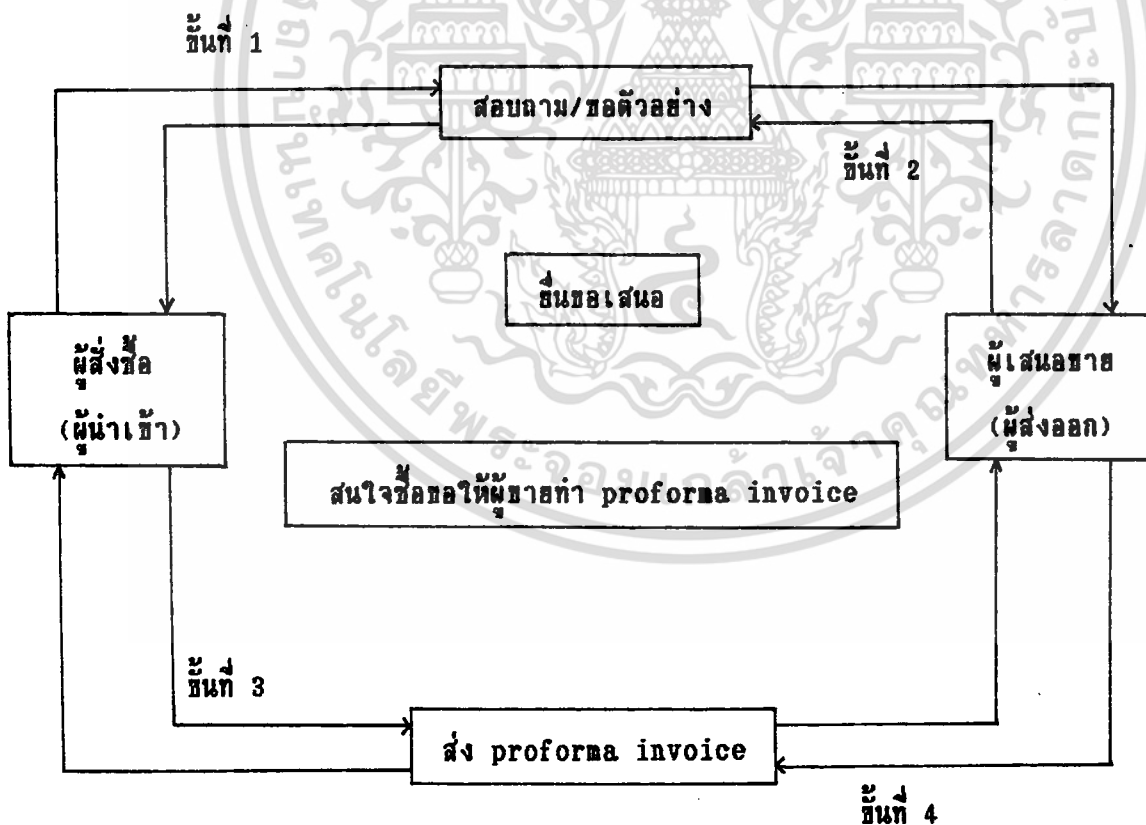 ขั้นที่ 1
สอบถาม/ขอตัวอย่าง
ขั้นที่ 2
ยื่นขอเสนอ
ผู้สั่งซื้อ
(ผู้นำเข้า)
ผู้เสนอขาย
(ผู้ส่งออก)
สนใจซื้อขอให้ผู้ขายทำ proforma invoice
ขั้นที่ 3
ส่ง proforma invoice
ขั้นที่ 4